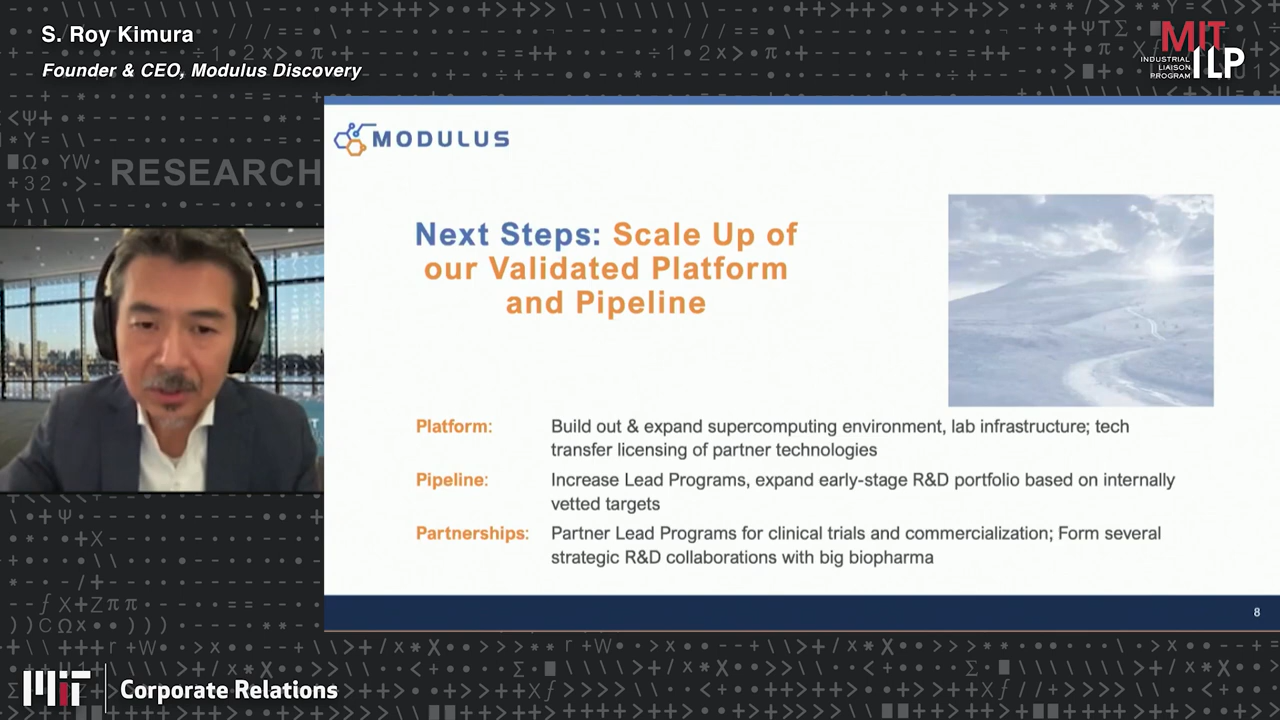 S. Roy Kimura
Founder & CEO, Modulus Discovery
MIT
INDUSTRIAL
LIAISON
PROGRAM
ILP
RESEARCH
MODULUS
Next Steps: Scale Up of
our Validated Platform
and Pipeline
Platform: Build out & expand supercomputing environment, lab infrastructure; tech
transfer licensing of partner technologies
Pipeline: Increase Lead Programs, expand early-stage R&D portfolio based on internally
vetted targets
Partnerships: Partner Lead Programs for clinical trials and commercialization; Form several
strategic R&D collaborations with big biopharma
8
MIT
Corporate Relations